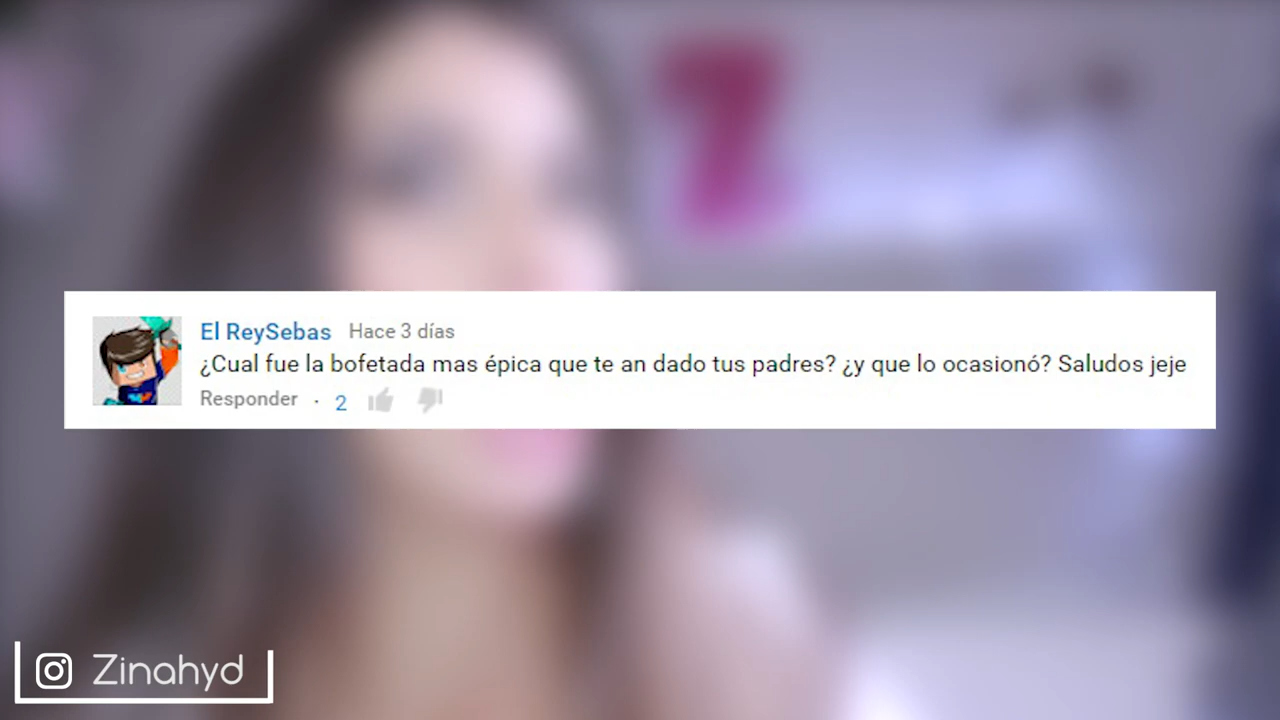 Z
El ReySebas Hace 3 días
¿Cual fue la bofetada mas épica que te an dado tus padres? ¿y que lo ocasionó? Saludos jeje
Responder · 2
Zinahyd